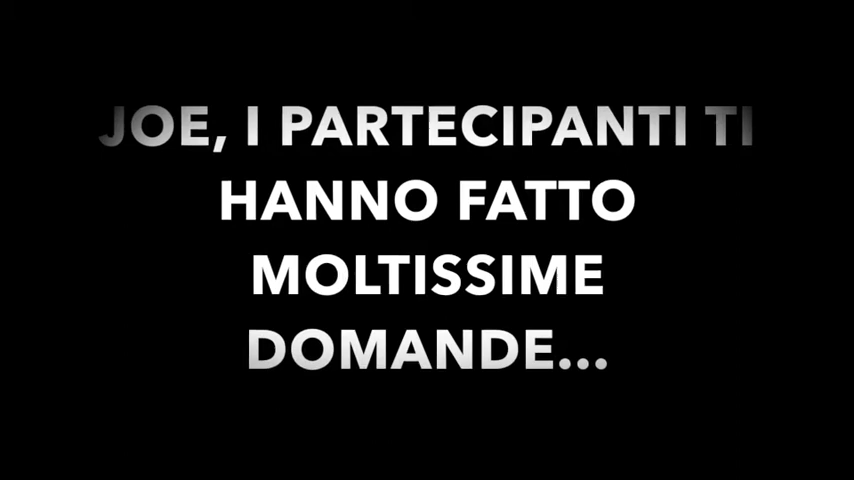 JOE, I PARTECIPANTI TI
HANNO FATTO
MOLTISSIME
DOMANDE...